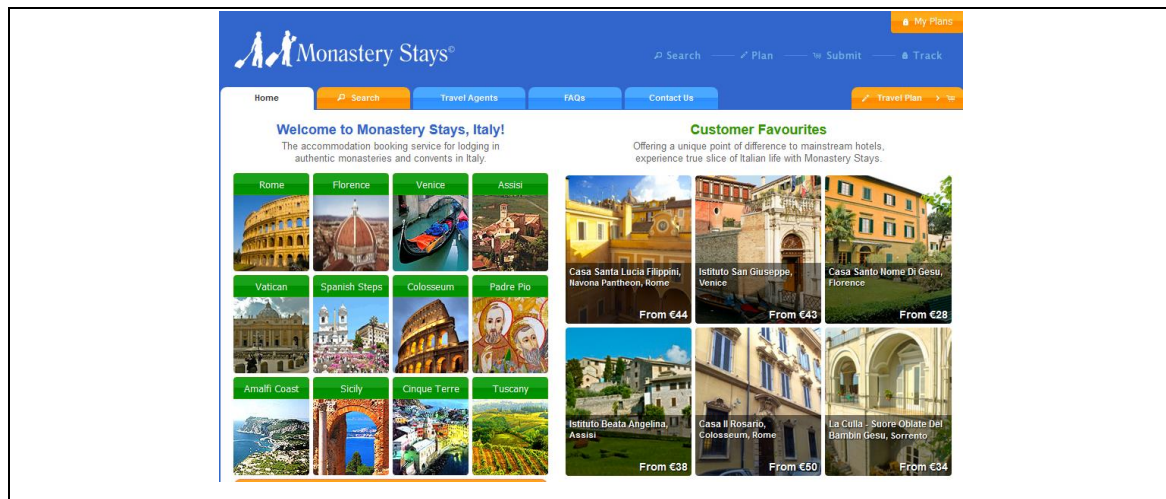 My Plans
Monastery Stays©
Search Plan Submit Track
Home Search Travel Agents FAQs Contact Us Travel Plan
Welcome to Monastery Stays, Italy!
The accommodation booking service for lodging in
authentic monasteries and convents in Italy.
Rome Florence Venice Assisi
Vatican Spanish Steps Colosseum Padre Pio
Amalfi Coast Sicily Cinque Terre Tuscany
Customer Favourites
Offering a unique point of difference to mainstream hotels,
experience true slice of Italian life with Monastery Stays.
Casa Santa Lucia Filippini,
Navona Pantheon, Rome
From €44
Istituto San Giuseppe,
Venice
From €43
Casa Santo Nome Di Gesu,
Florence
From €28
Istituto Beata Angelina,
Assisi
From €38
Casa Il Rosario,
Colosseum, Rome
From €50
La Culla - Suore Oblate Del
Bambin Gesu, Sorrento
From €34